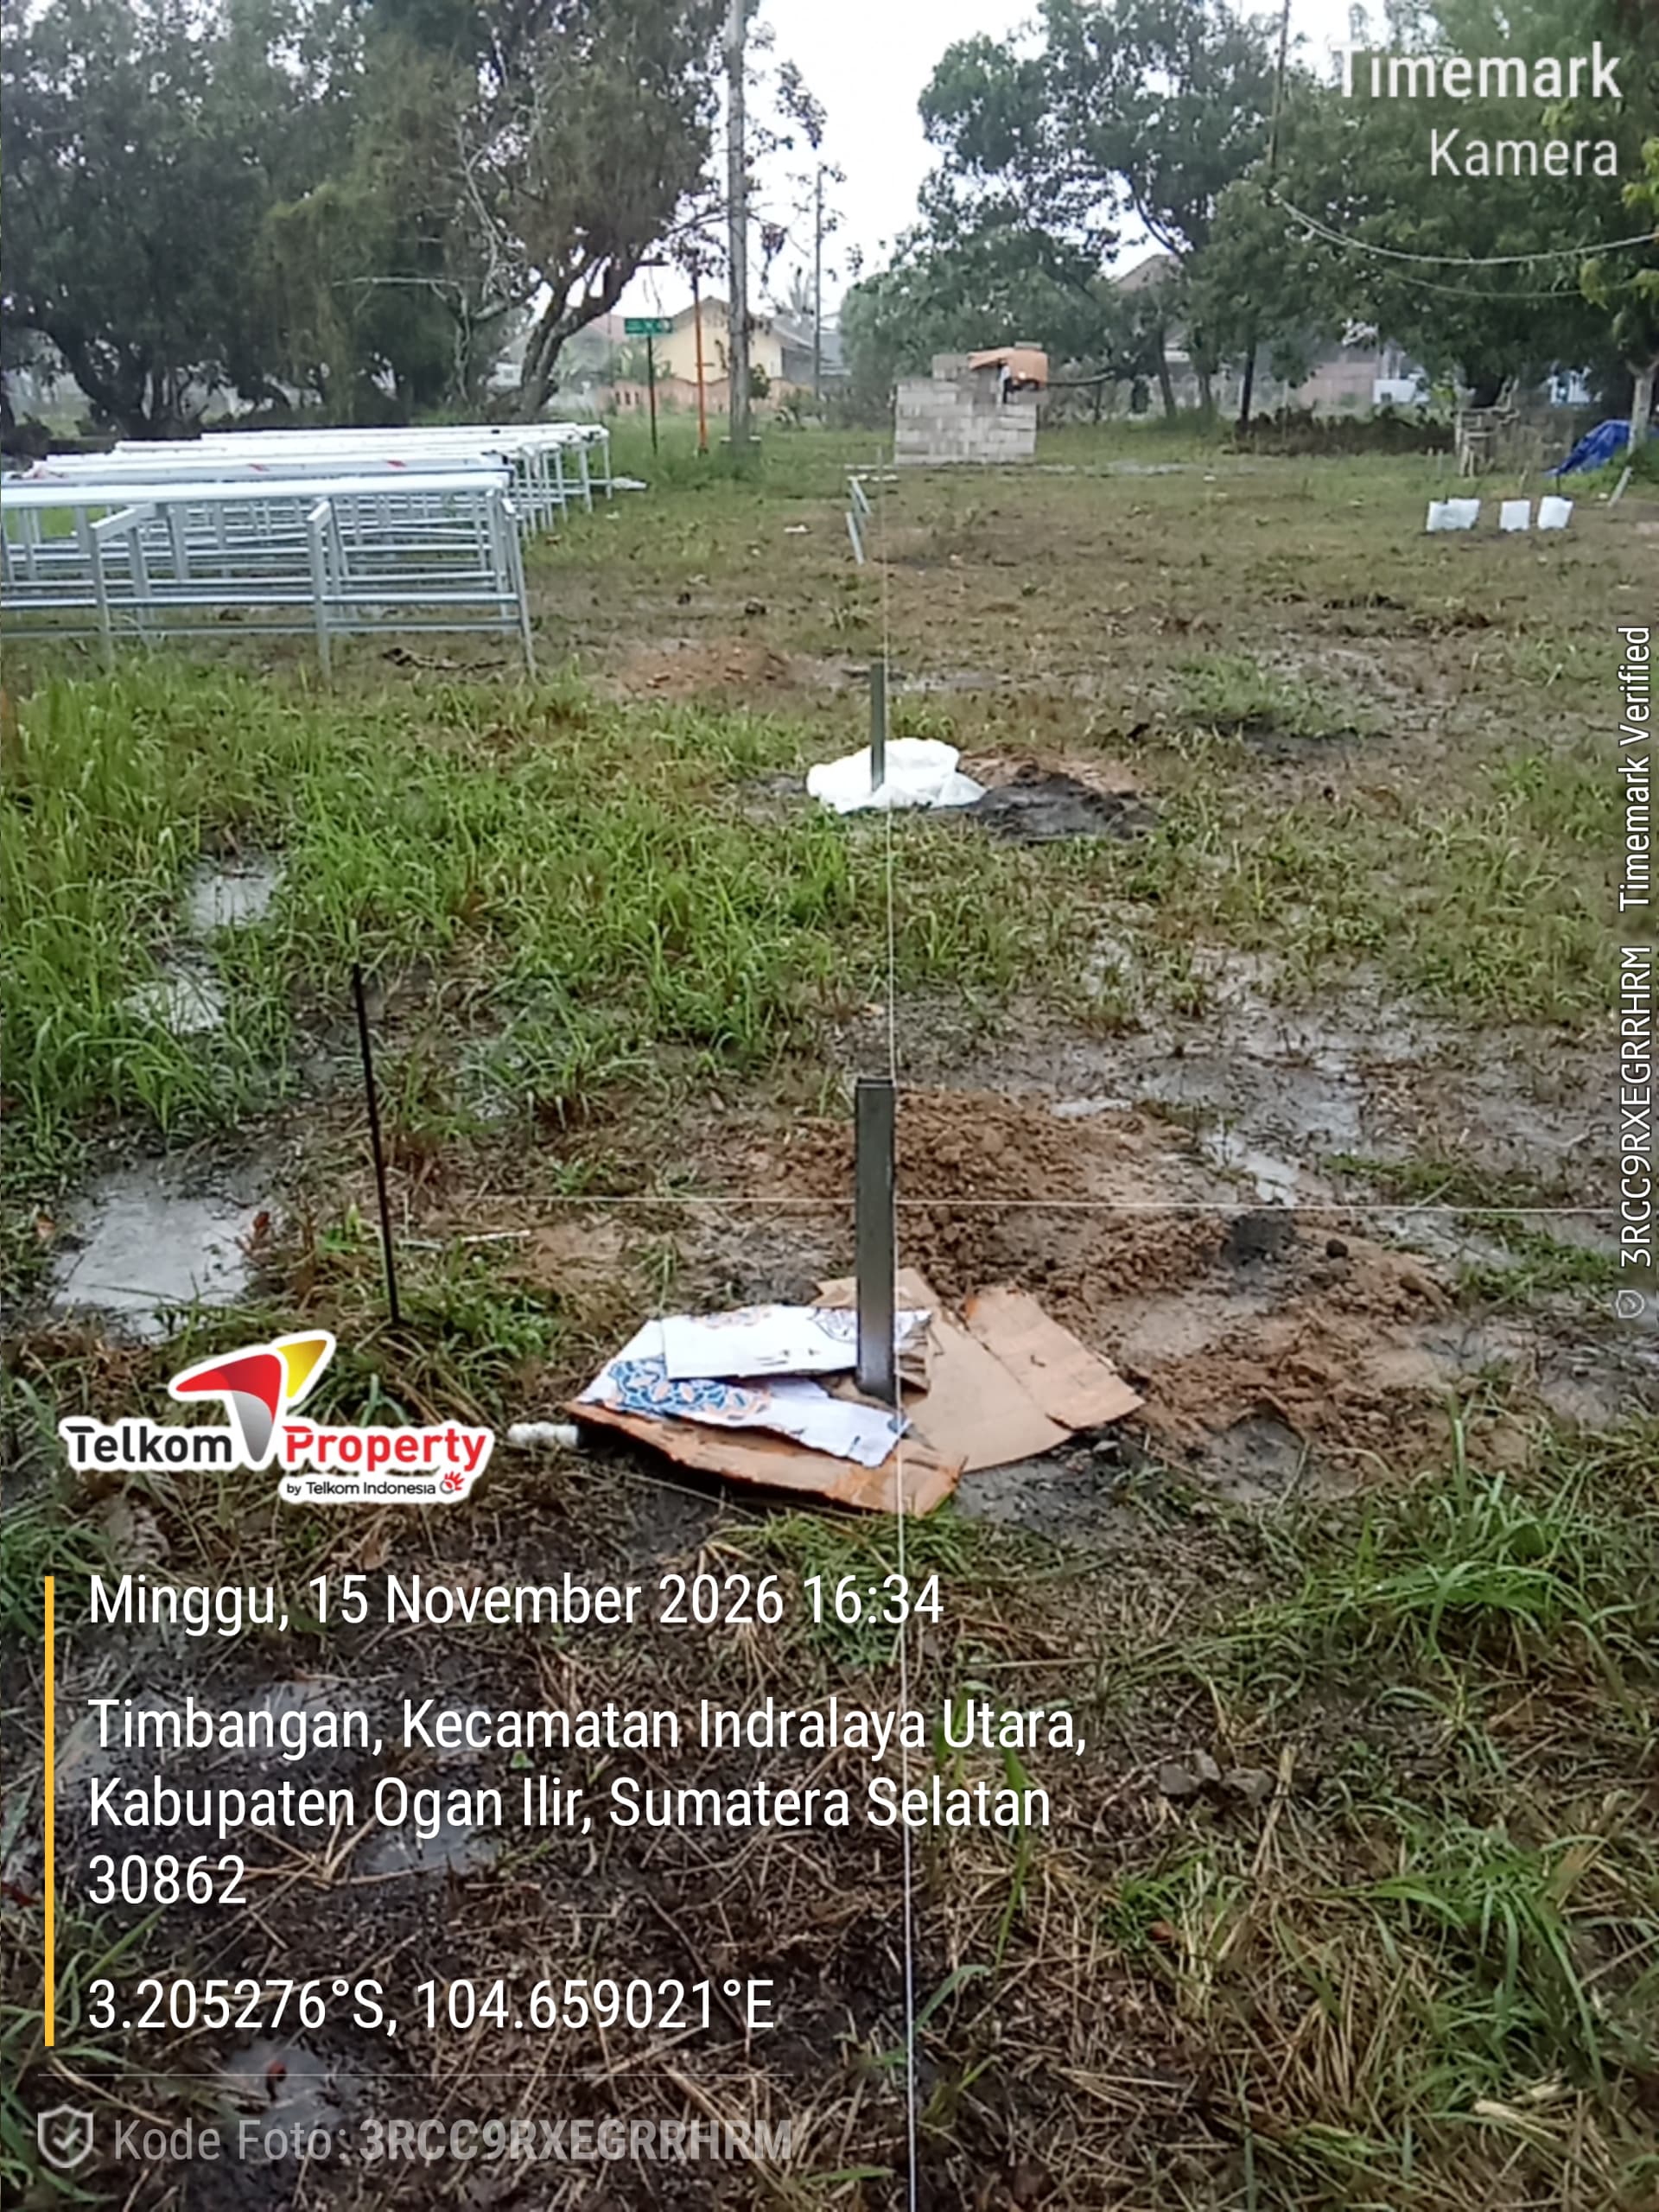 Timemark
Kamera
3RCC9RXEGRRHRM Timemark Verified
Telkom Property
by Telkom Indonesia
Minggu, 15 November 2026 16:34
Timbangan, Kecamatan Indralaya Utara,
Kabupaten Ogan Ilir, Sumatera Selatan
30862
3.205276°S, 104.659021°E
Kode Foto: 3RCC9RXEGRRHRM